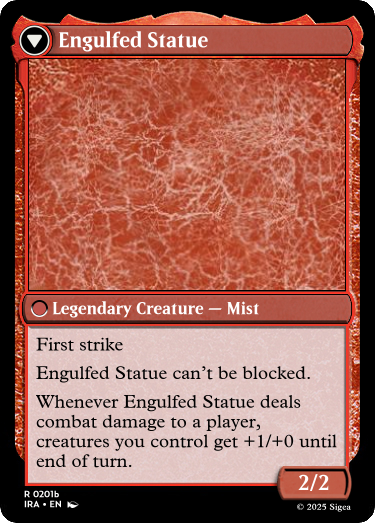 Engulfed Statue
Legendary Creature — Mist
First strike
Engulfed Statue can't be blocked.
Whenever Engulfed Statue deals
combat damage to a player,
creatures you control get +1/+0 until
end of turn.
2/2
R 0201b
IRA • EN
© 2025 Sigea